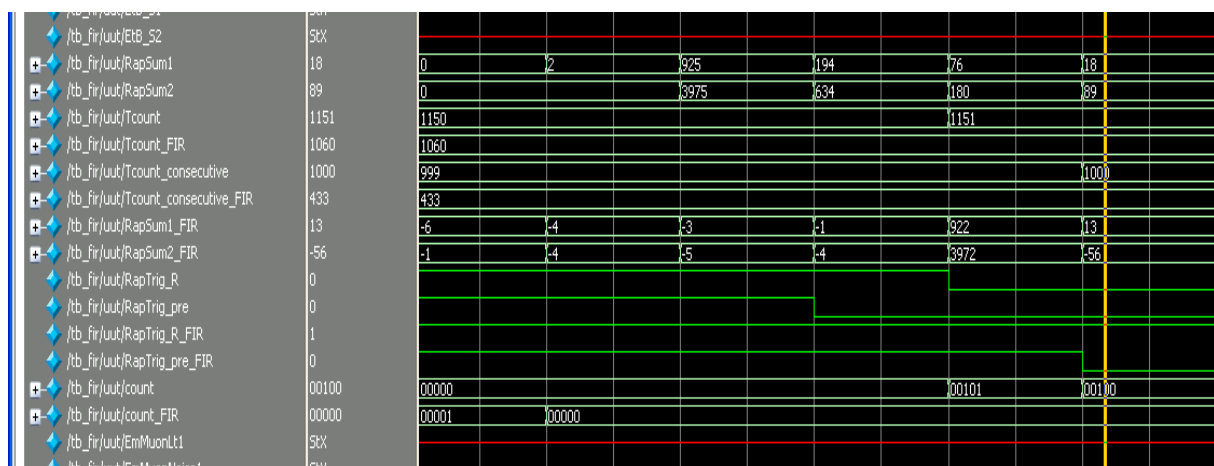 /tb_fir/uut/EtB_S2 StX
/tb_fir/uut/RapSum1 18 0 2 925 194 76 18
/tb_fir/uut/RapSum2 89 0 3975 634 180 89
/tb_fir/uut/Tcount 1151 1150 1151
/tb_fir/uut/Tcount_FIR 1060 1060
/tb_fir/uut/Tcount_consecutive 1000 999 1000
/tb_fir/uut/Tcount_consecutive_FIR 433 433
/tb_fir/uut/RapSum1_FIR 13 -6 -4 -3 -1 922 13
/tb_fir/uut/RapSum2_FIR -56 -1 -4 -5 -4 3972 -56
/tb_fir/uut/RapTrig_R 0
/tb_fir/uut/RapTrig_pre 0
/tb_fir/uut/RapTrig_R_FIR 1
/tb_fir/uut/RapTrig_pre_FIR 0
/tb_fir/uut/count 00100 00000 00101 00100
/tb_fir/uut/count_FIR 00000 00001 00000
/tb_fir/uut/EmMuonLt1 StX